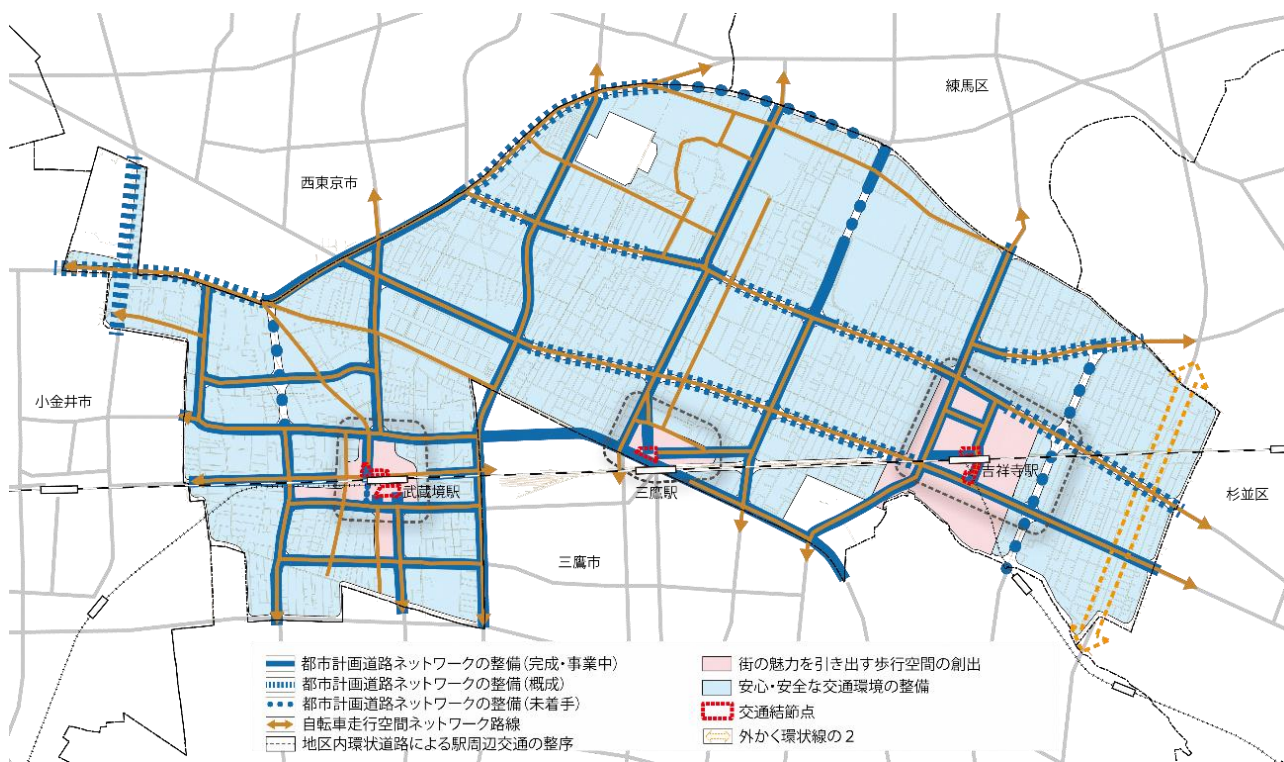 練馬区
西東京市
小金井市
武蔵境駅
三鷹駅
吉祥寺駅
杉並区
三鷹市
都市計画道路ネットワークの整備(完成・事業中)
都市計画道路ネットワークの整備(概成)
都市計画道路ネットワークの整備(未着手)
自転車走行空間ネットワーク路線
地区内環状道路による駅周辺交通の整序
街の魅力を引き出す歩行空間の創出
安心・安全な交通環境の整備
交通結節点
外かく環状線の2